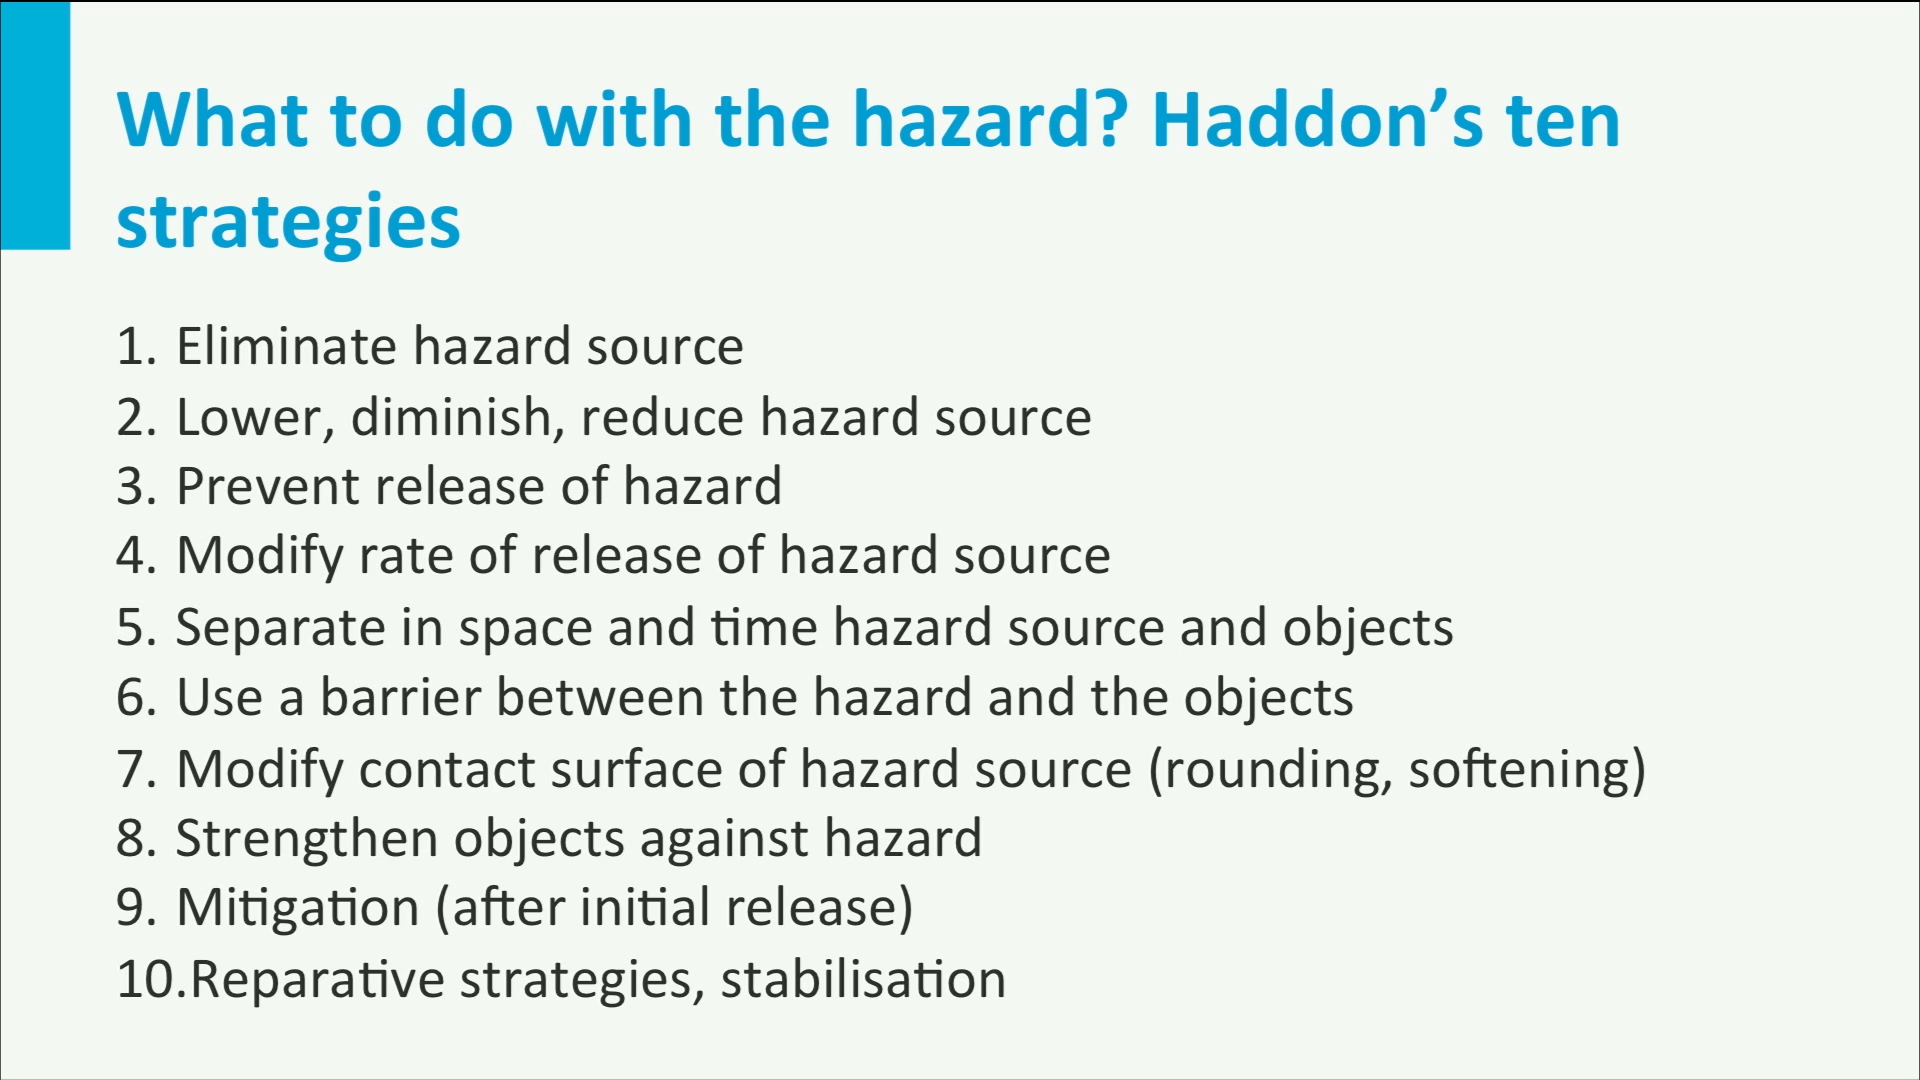 What to do with the hazard? Haddon’s ten
strategies
1. Eliminate hazard source
2. Lower, diminish, reduce hazard source
3. Prevent release of hazard
4. Modify rate of release of hazard source
5. Separate in space and time hazard source and objects
6. Use a barrier between the hazard and the objects
7. Modify contact surface of hazard source (rounding, softening)
8. Strengthen objects against hazard
9. Mitigation (after initial release)
10.Reparative strategies, stabilisation